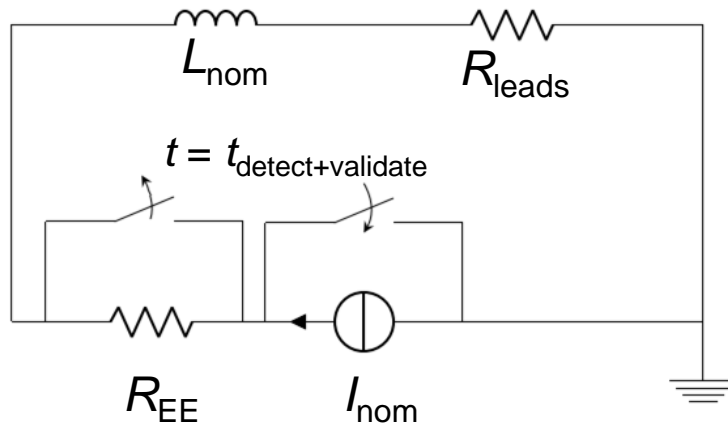 L_nom
R_leads
t = t_detect+validate
R_EE
I_nom